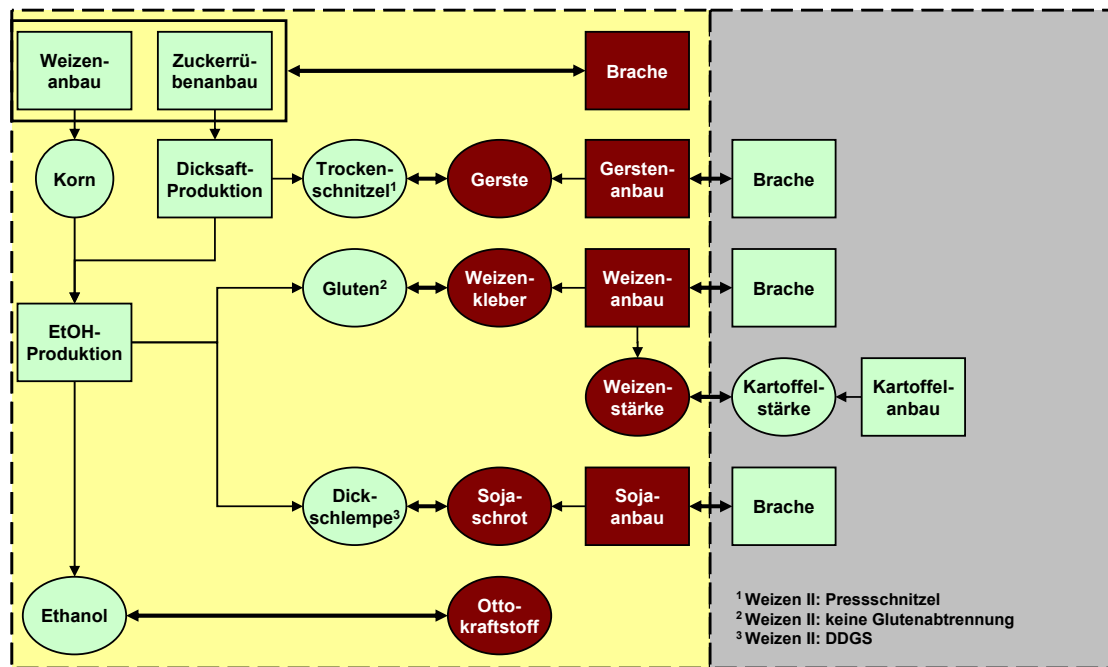 Weizen-
anbau
Zuckerrü-
benanbau
Brache
Korn
Dicksaft-
Produktion
Trocken-
schnitzel¹
Gerste
Gersten-
anbau
Brache
Gluten²
Weizen-
kleber
Weizen-
anbau
Brache
EtOH-
Produktion
Weizen-
stärke
Kartoffel-
stärke
Kartoffel-
anbau
Dick-
schlempe³
Soja-
schrot
Soja-
anbau
Brache
Ethanol
Otto-
kraftstoff
¹ Weizen II: Pressschnitzel
² Weizen II: keine Glutenabtrennung
³ Weizen II: DDGS